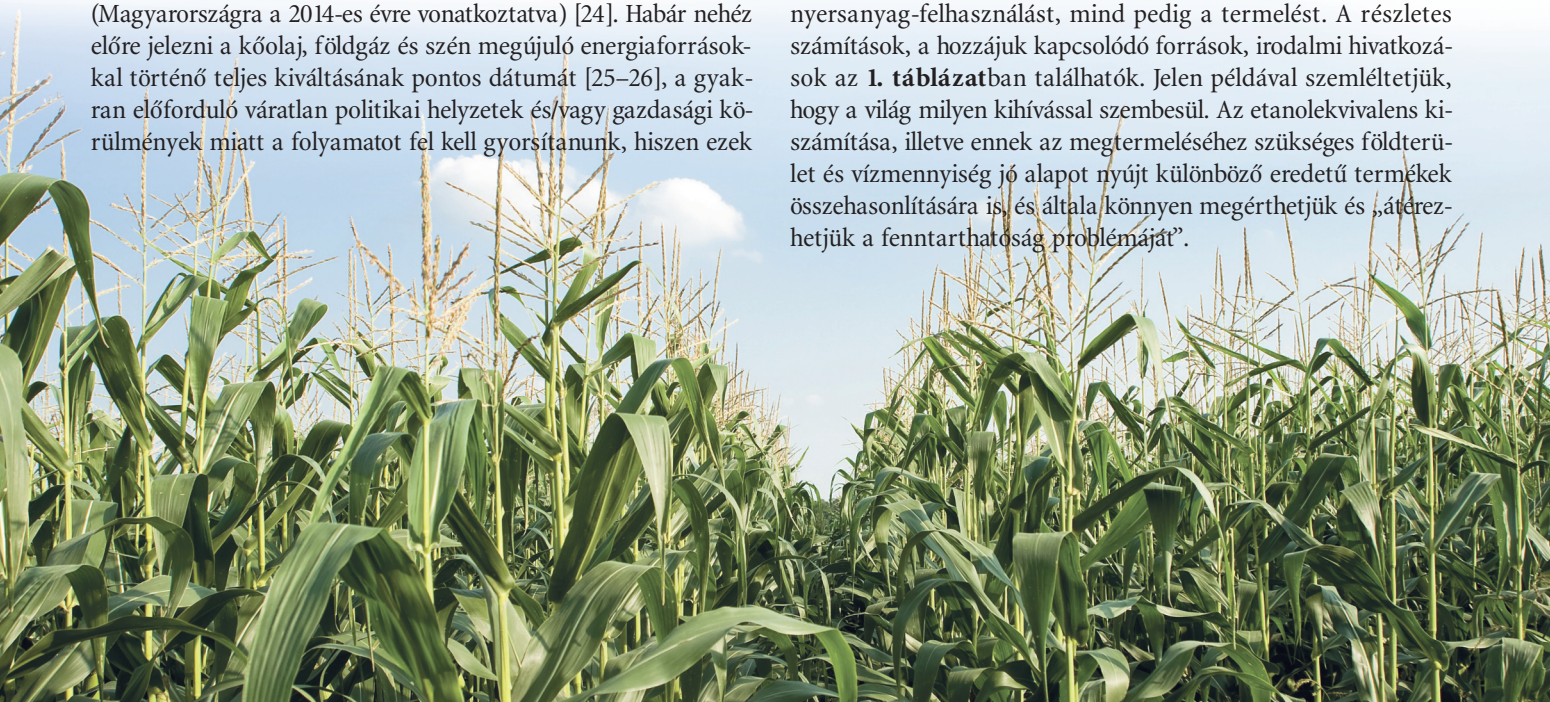 (Magyarországra a 2014-es évre vonatkoztatva) [24]. Habár nehéz
előre jelezni a kőolaj, földgáz és szén megújuló energiaforrások-
kal történő teljes kiváltásának pontos dátumát [25–26], a gyak-
ran előforduló váratlan politikai helyzetek és/vagy gazdasági kö-
rülmények miatt a folyamatot fel kell gyorsítanunk, hiszen ezek
nyersanyag-felhasználást, mind pedig a termelést. A részletes
számítások, a hozzájuk kapcsolódó források, irodalmi hivatkozá-
sok az 1. táblázatban találhatók. Jelen példával szemléltetjük,
hogy a világ milyen kihívással szembesül. Az etanolekvivalens ki-
számítása, illetve ennek az megtermeléséhez szükséges földterü-
let és vízmennyiség jó alapot nyújt különböző eredetű termékek
összehasonlítására is, és általa könnyen megérthetjük és „átérez-
hetjük a fenntarthatóság problémáját”.